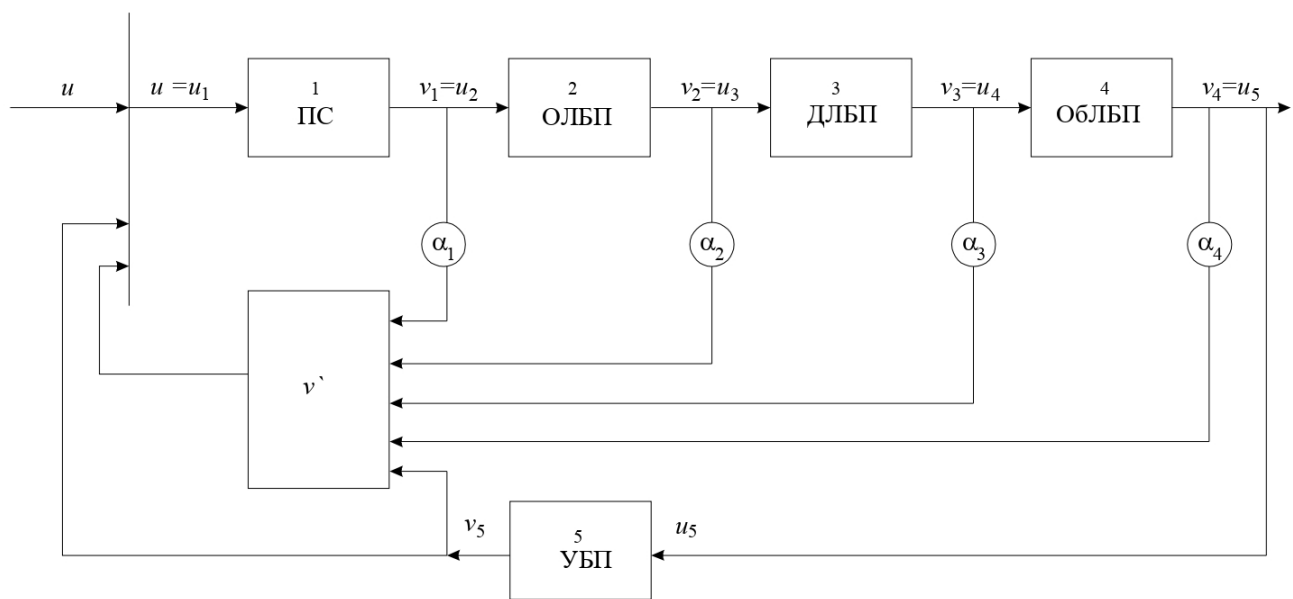 u
u =u1
1
ПС
v1=u2
2
ОЛБП
v2=u3
3
ДЛБП
v3=u4
4
ОбЛБП
v4=u5
α1
α2
α3
α4
v`
v5
5
УБП
u5